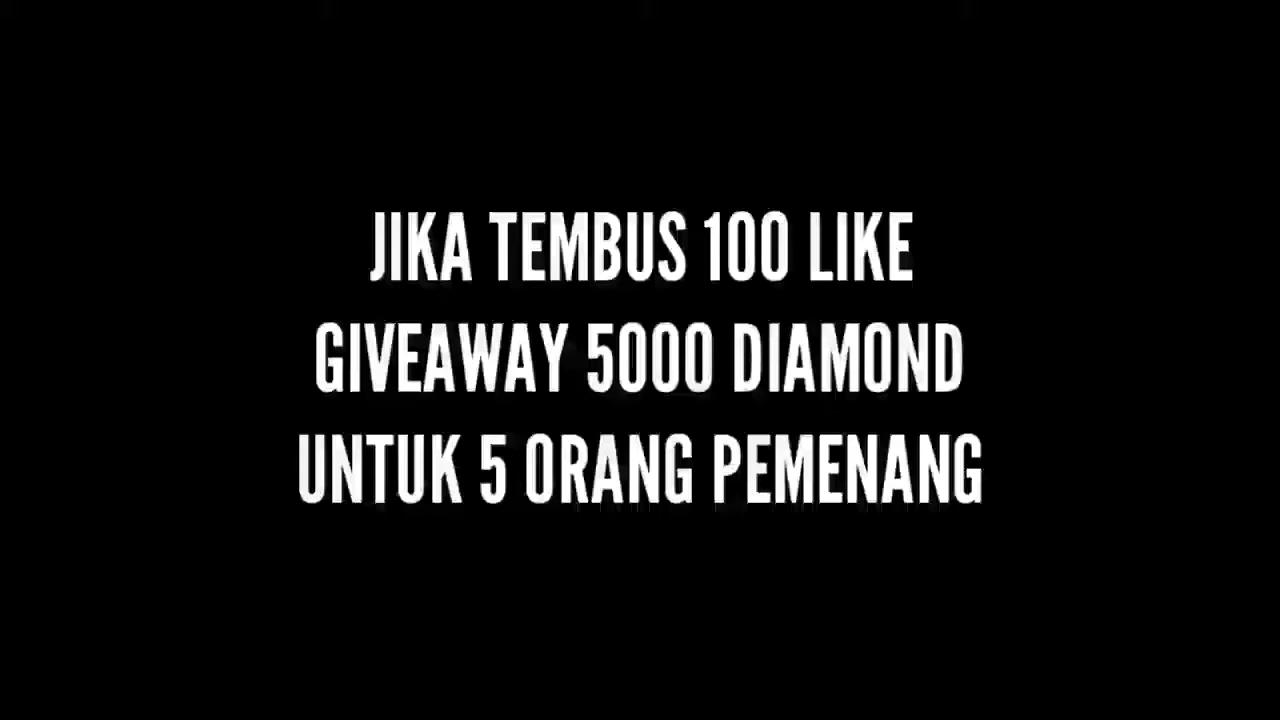 JIKA TEMBUS 100 LIKE
GIVEAWAY 5000 DIAMOND
UNTUK 5 ORANG PEMENANG